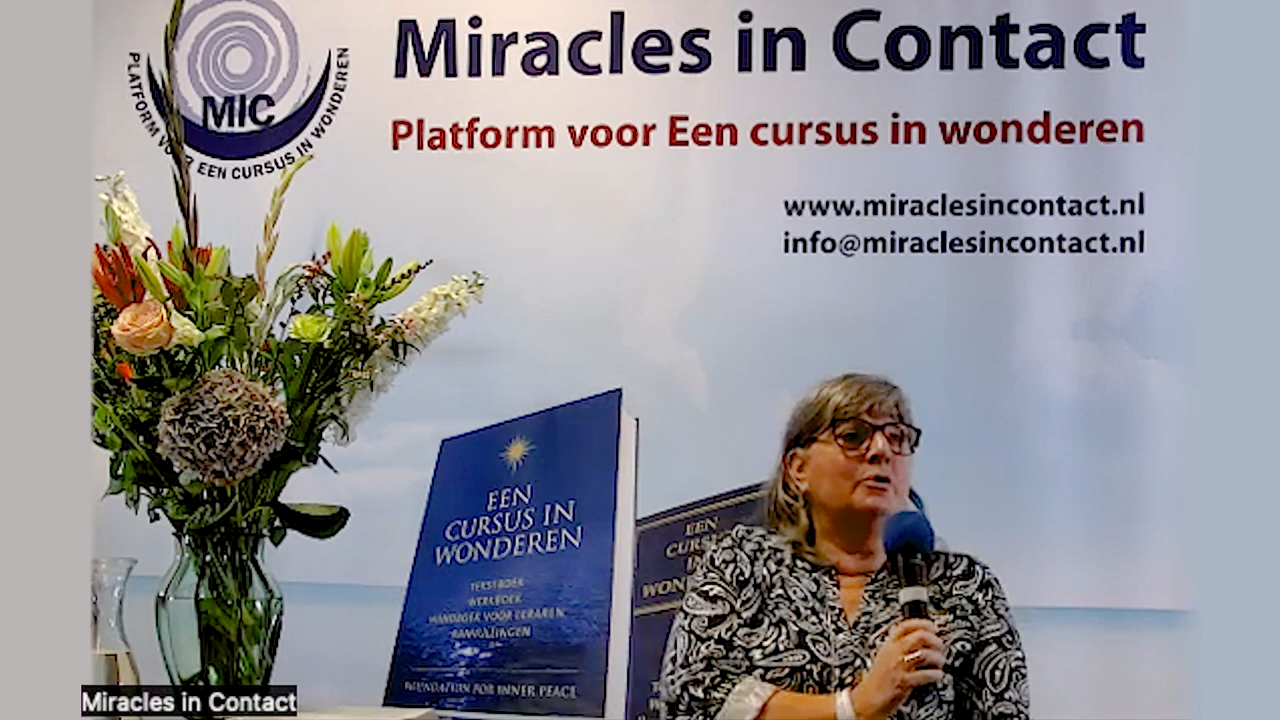 Miracles in Contact
Platform voor Een cursus in wonderen
www.miraclesincontact.nl
info@miraclesincontact.nl
MIC
PLATFORM VOOR EEN CURSUS IN WONDEREN
EEN
CURSUS IN
WONDEREN
TEKSTBOEK
WERKBOEK
HANDBOEK VOOR LERAREN
AANVULLINGEN
FOUNDATION FOR INNER PEACE
EEN
CURSUS
IN
Miracles in Contact